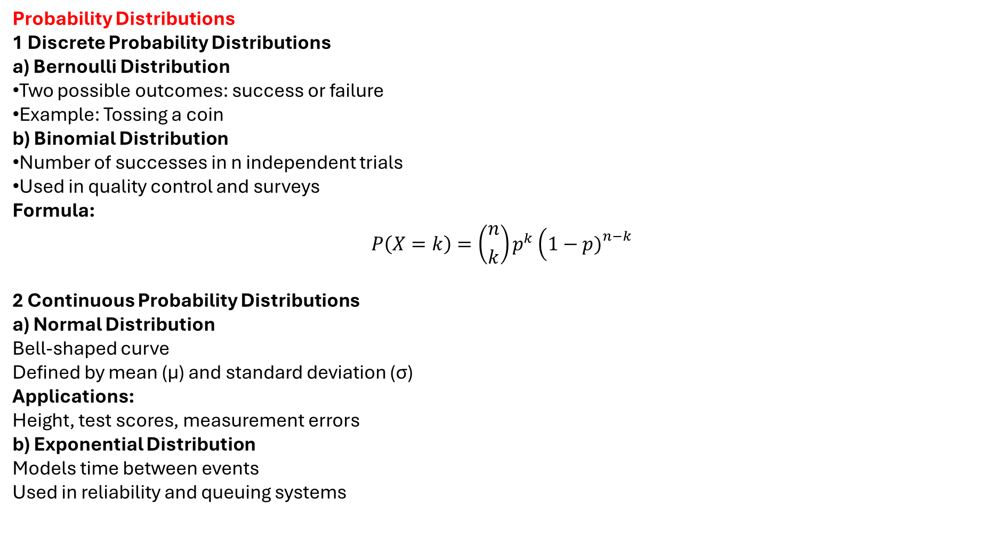 Probability Distributions
1 Discrete Probability Distributions
a) Bernoulli Distribution
•Two possible outcomes: success or failure
•Example: Tossing a coin
b) Binomial Distribution
•Number of successes in n independent trials
•Used in quality control and surveys
Formula:
P(X = k) = (n k) p^k (1 − p)^{n−k}
2 Continuous Probability Distributions
a) Normal Distribution
Bell-shaped curve
Defined by mean (μ) and standard deviation (σ)
Applications:
Height, test scores, measurement errors
b) Exponential Distribution
Models time between events
Used in reliability and queuing systems